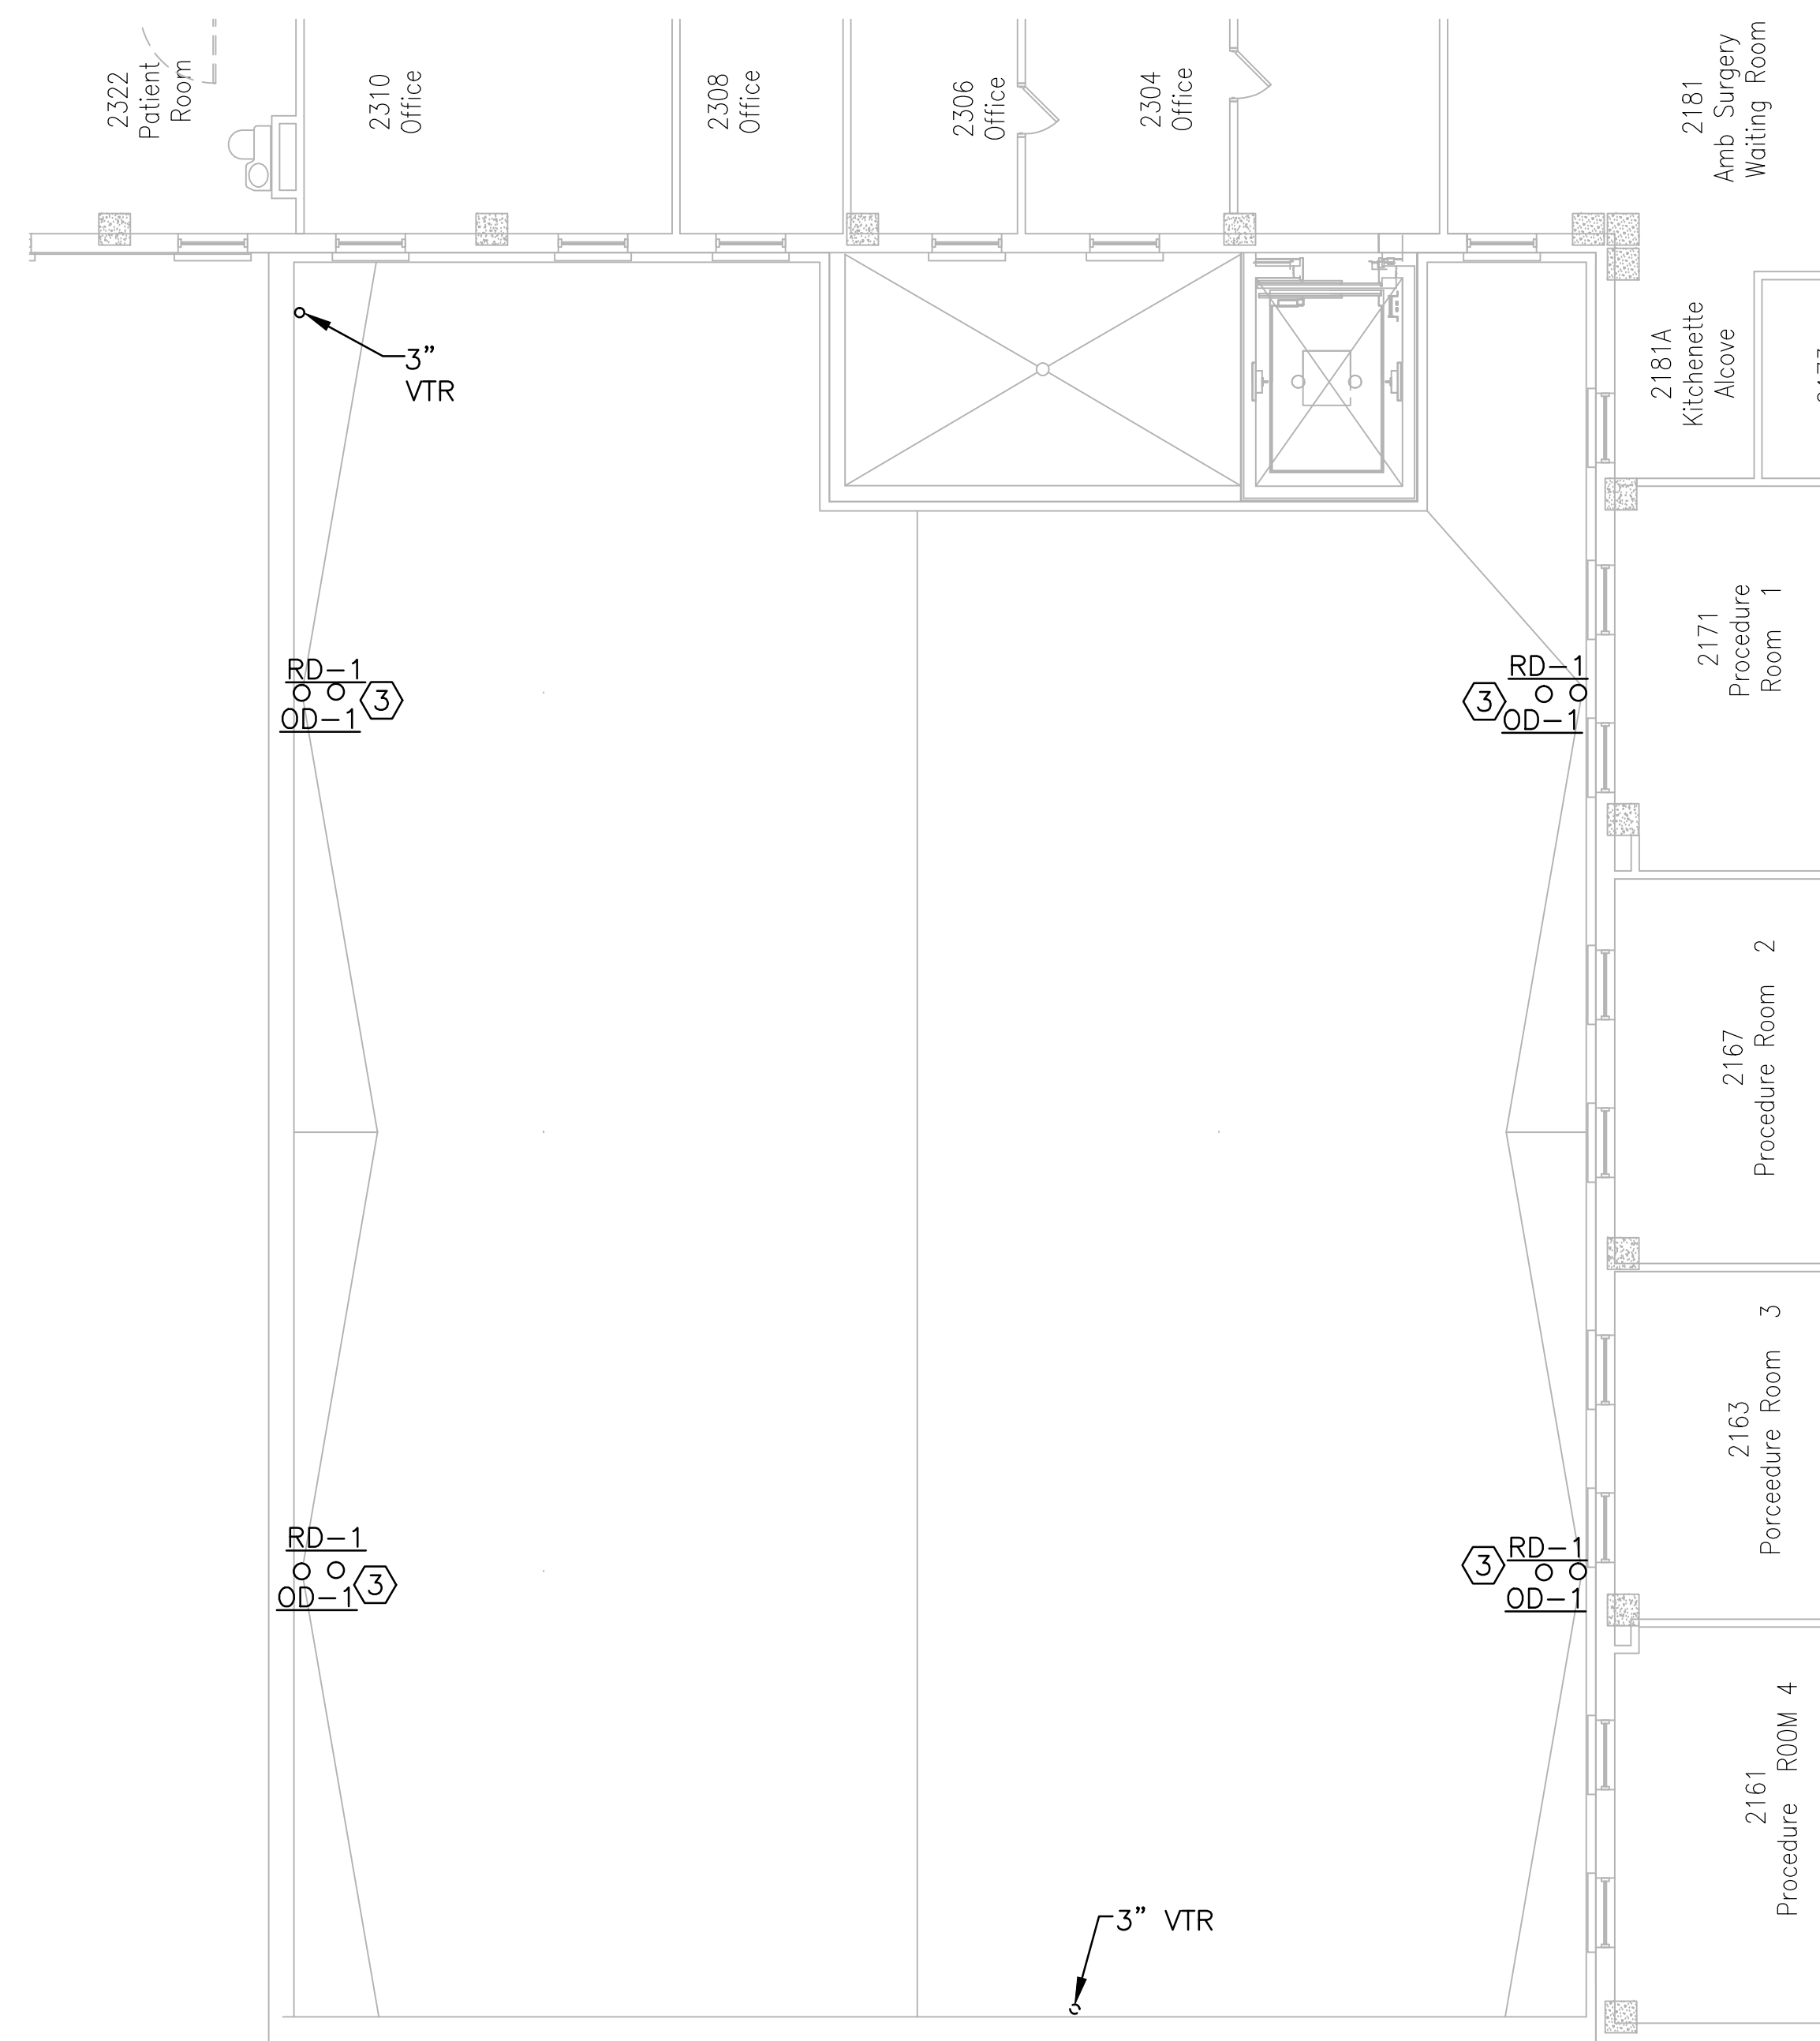 2322
Patient
Room
2310
Office
2308
Office
2306
Office
2304
Office
2181
Amb Surgery
Waiting Room
3”
VTR
2181A
Kitchenette
Alcove
RD-1
3
OD-1
RD-1
3
OD-1
2171
Procedure
Room 1
2167
Procedure Room 2
2163
Porceedure Room 3
RD-1
3
OD-1
RD-1
3
OD-1
2161
Procedure ROOM 4
3” VTR